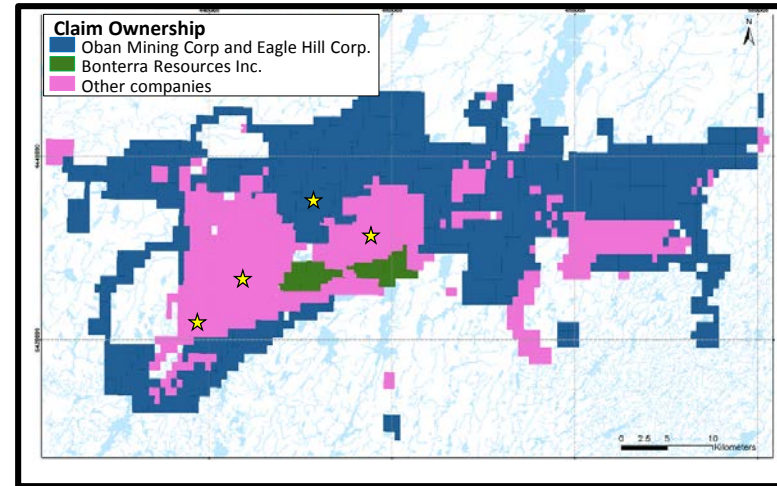 Claim Ownership
Oban Mining Corp and Eagle Hill Corp.
Bonterra Resources Inc.
Other companies
N
0 2.5 5 10
Kilometers